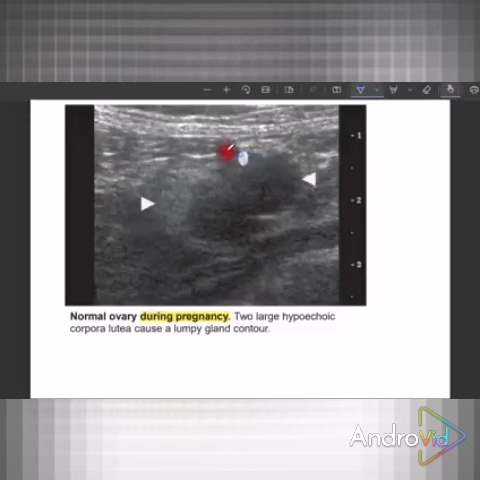 - 1
- 2
- 3
Normal ovary during pregnancy. Two large hypoechoic
corpora lutea cause a lumpy gland contour.
AndroVid